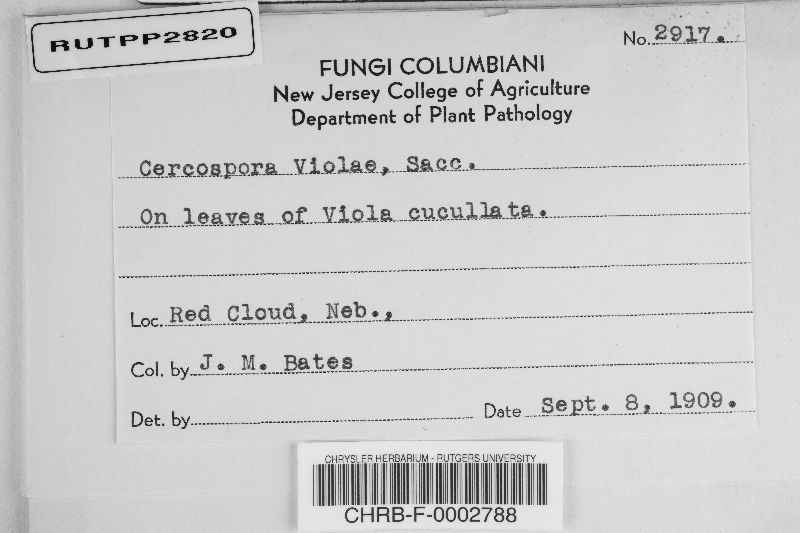 RUTPP2820
No. 2917.
FUNGI COLUMBIANI
New Jersey College of Agriculture
Department of Plant Pathology
Cercospora Violae, Sacc.
On leaves of Viola cucullata.
Loc. Red Cloud, Neb.,
Col. by J. M. Bates
Det. by
Date Sept. 8, 1909.
CHRYSLER HERBARIUM - RUTGERS UNIVERSITY
CHRB-F-0002788